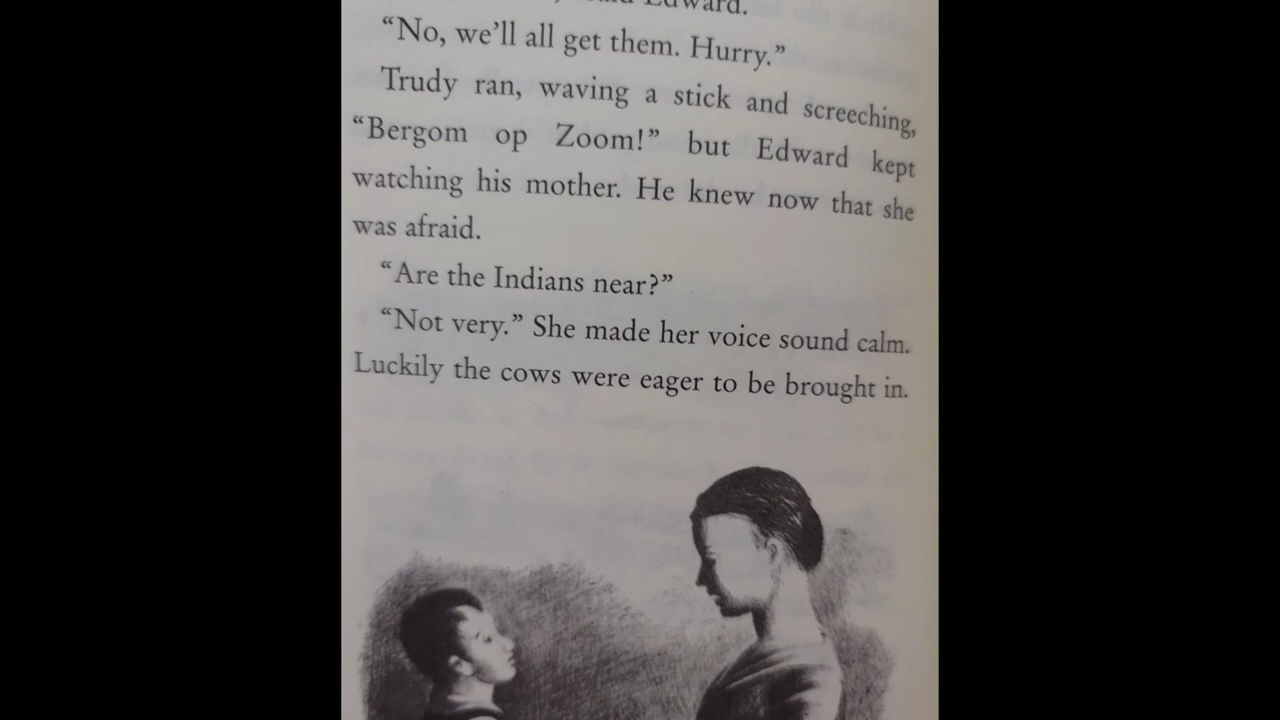 Edward.
“No, we’ll all get them. Hurry.”
Trudy ran, waving a stick and screeching,
“Bergom op Zoom!” but Edward kept
watching his mother. He knew now that she
was afraid.
“Are the Indians near?”
“Not very.” She made her voice sound calm.
Luckily the cows were eager to be brought in.